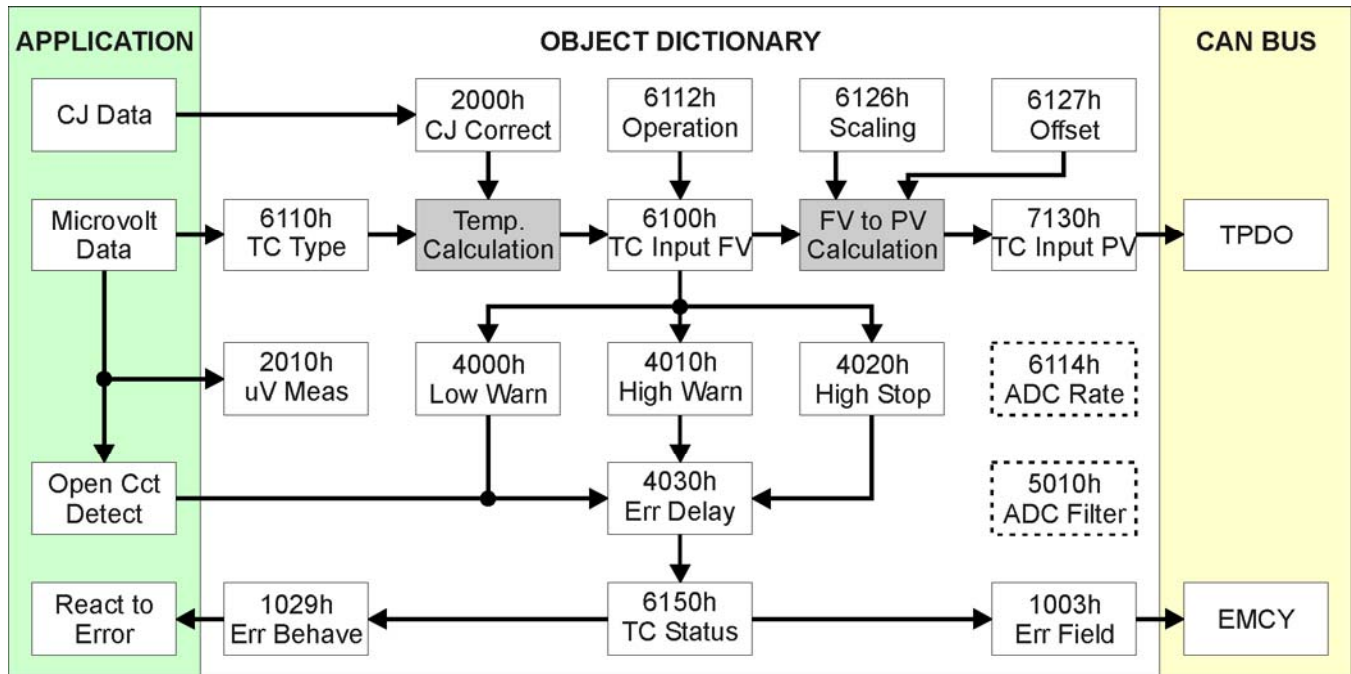 APPLICATION
OBJECT DICTIONARY
CAN BUS
CJ Data
2000h
CJ Correct
6112h
Operation
6126h
Scaling
6127h
Offset
Microvolt
Data
6110h
TC Type
Temp.
Calculation
6100h
TC Input FV
FV to PV
Calculation
7130h
TC Input PV
TPDO
2010h
uV Meas
4000h
Low Warn
4010h
High Warn
4020h
High Stop
6114h
ADC Rate
Open Cct
Detect
4030h
Err Delay
5010h
ADC Filter
React to
Error
1029h
Err Behave
6150h
TC Status
1003h
Err Field
EMCY